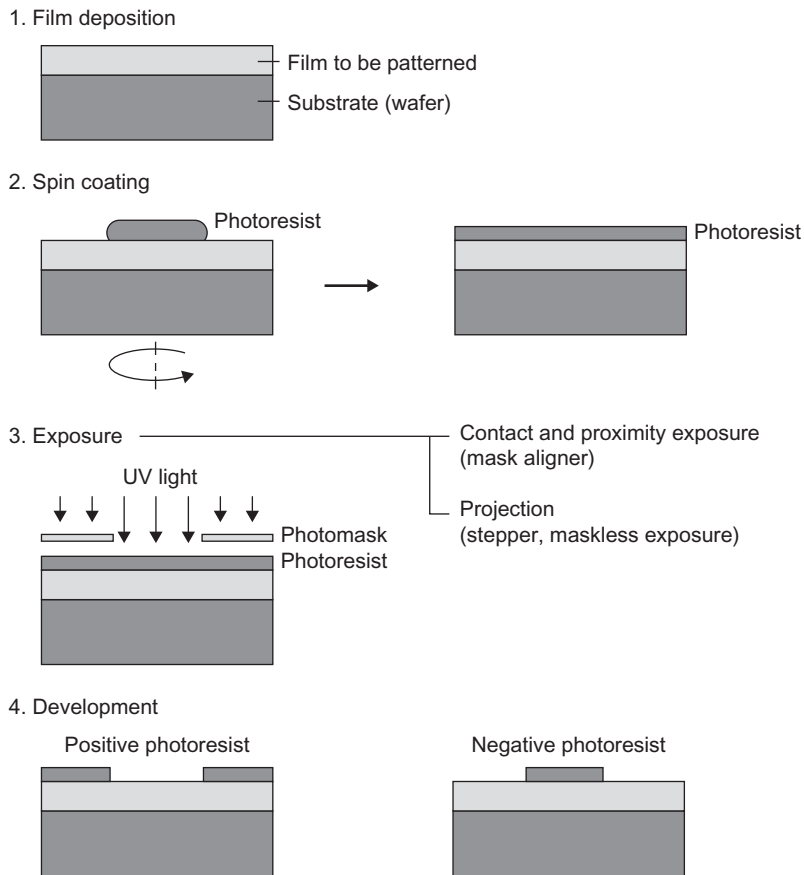 1. Film deposition
Film to be patterned
Substrate (wafer)
2. Spin coating
Photoresist
Photoresist
3. Exposure
Contact and proximity exposure
(mask aligner)
Projection
(stepper, maskless exposure)
UV light
Photomask
Photoresist
4. Development
Positive photoresist
Negative photoresist